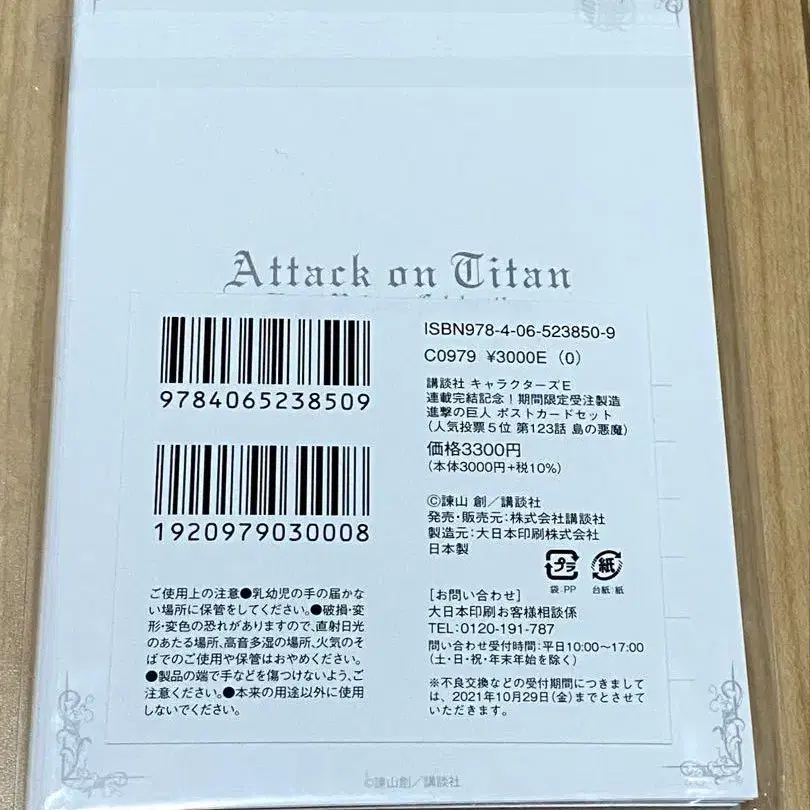 Attack on Titan
9784065238509
1920979030008
ISBN978-4-06-523850-9
C0979 ¥3000E (0)
講談社 キャラクターズE
連載完結記念！期間限定受注製造
進撃の巨人 ポストカードセット
(人気投票5位 第123話 島の悪魔)
価格3300円
(本体3000円+税10%)
©諫山 創／講談社
発売・販売元：株式会社講談社
製造元：大日本印刷株式会社
日本製
プラ
紙
袋：PP
台紙：紙
ご使用上の注意●乳幼児の手の届かな
い場所に保管をしてください。●破損・変
形・変色の恐れがありますので、直射日光
のあたる場所、高音多湿の場所、火気のそ
ばでのご使用や保管はおやめください。
●製品の端で手などを傷つけないよう、ご
注意ください。●本来の用途以外に使用
しないでください。
[お問い合わせ]
大日本印刷お客様相談係
TEL：0120-191-787
問い合わせ受付時間：平日10:00〜17:00
(土・日・祝・年末年始を除く)
※不良交換などの受付期間につきまして
は、2021年10月29日(金)までとさせて
いただきます。
©諫山創／講談社